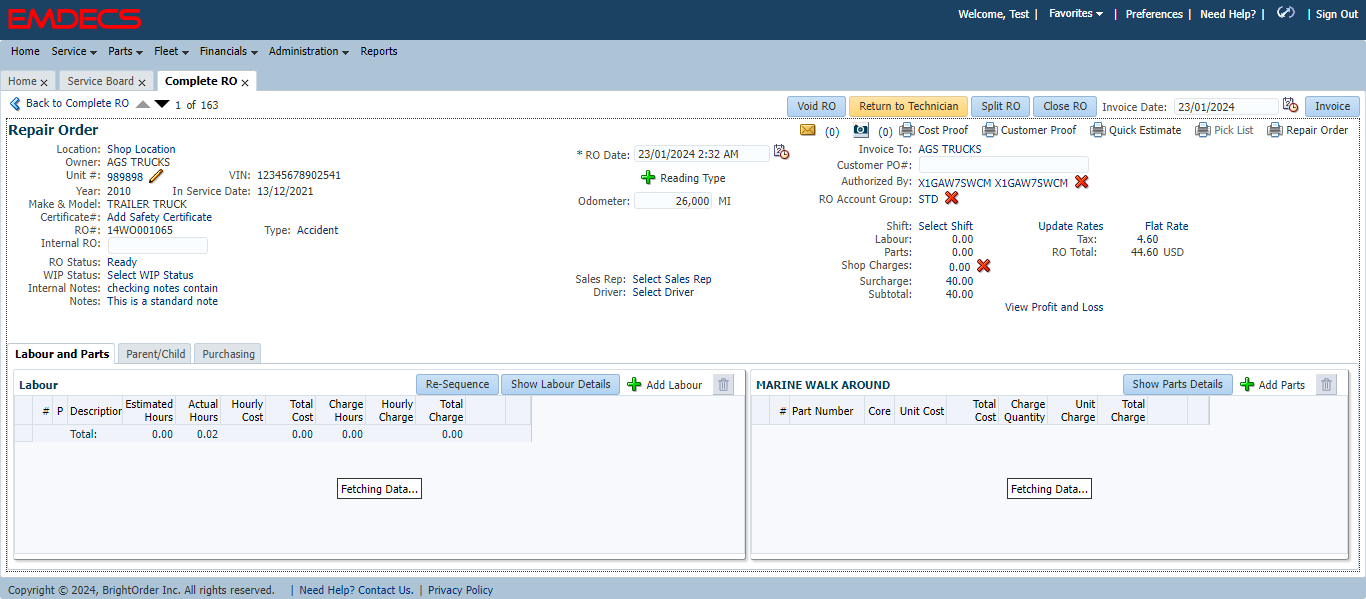 EMDECS
Welcome, Test | Favorites | Preferences | Need Help? | | Sign Out
Home Service Parts Fleet Financials Administration Reports
Home x Service Board x Complete RO x
Back to Complete RO 1 of 163 Void RO Return to Technician Split RO Close RO Invoice Date: 23/01/2024 Invoice
Repair Order (0) (0) Cost Proof Customer Proof Quick Estimate Pick List Repair Order
Location: Shop Location
Owner: AGS TRUCKS
Unit #: 989898 VIN: 12345678902541
Year: 2010 In Service Date: 13/12/2021
Make & Model: TRAILER TRUCK
Certificate#: Add Safety Certificate
RO#: 14WO001065 Type: Accident
Internal RO:
RO Status: Ready
WIP Status: Select WIP Status
Internal Notes: checking notes contain
Notes: This is a standard note
* RO Date: 23/01/2024 2:32 AM
Reading Type
Odometer: 26,000 MI
Sales Rep: Select Sales Rep
Driver: Select Driver
Invoice To: AGS TRUCKS
Customer PO#:
Authorized By: X1GAW7SWCM X1GAW7SWCM
RO Account Group: STD
Shift: Select Shift Update Rates Flat Rate
Labour: 0.00 Tax: 4.60
Parts: 0.00 RO Total: 44.60 USD
Shop Charges: 0.00
Surcharge: 40.00
Subtotal: 40.00
View Profit and Loss
Labour and Parts Parent/Child Purchasing
Labour Re-Sequence Show Labour Details Add Labour
# P Description Estimated Hours Actual Hours Hourly Cost Total Cost Charge Hours Hourly Charge Total Charge
Total: 0.00 0.02 0.00 0.00 0.00
Fetching Data...
MARINE WALK AROUND Show Parts Details Add Parts
# Part Number Core Unit Cost Total Cost Charge Quantity Unit Charge Total Charge
Fetching Data...
Copyright © 2024, BrightOrder Inc. All rights reserved. | Need Help? Contact Us. | Privacy Policy